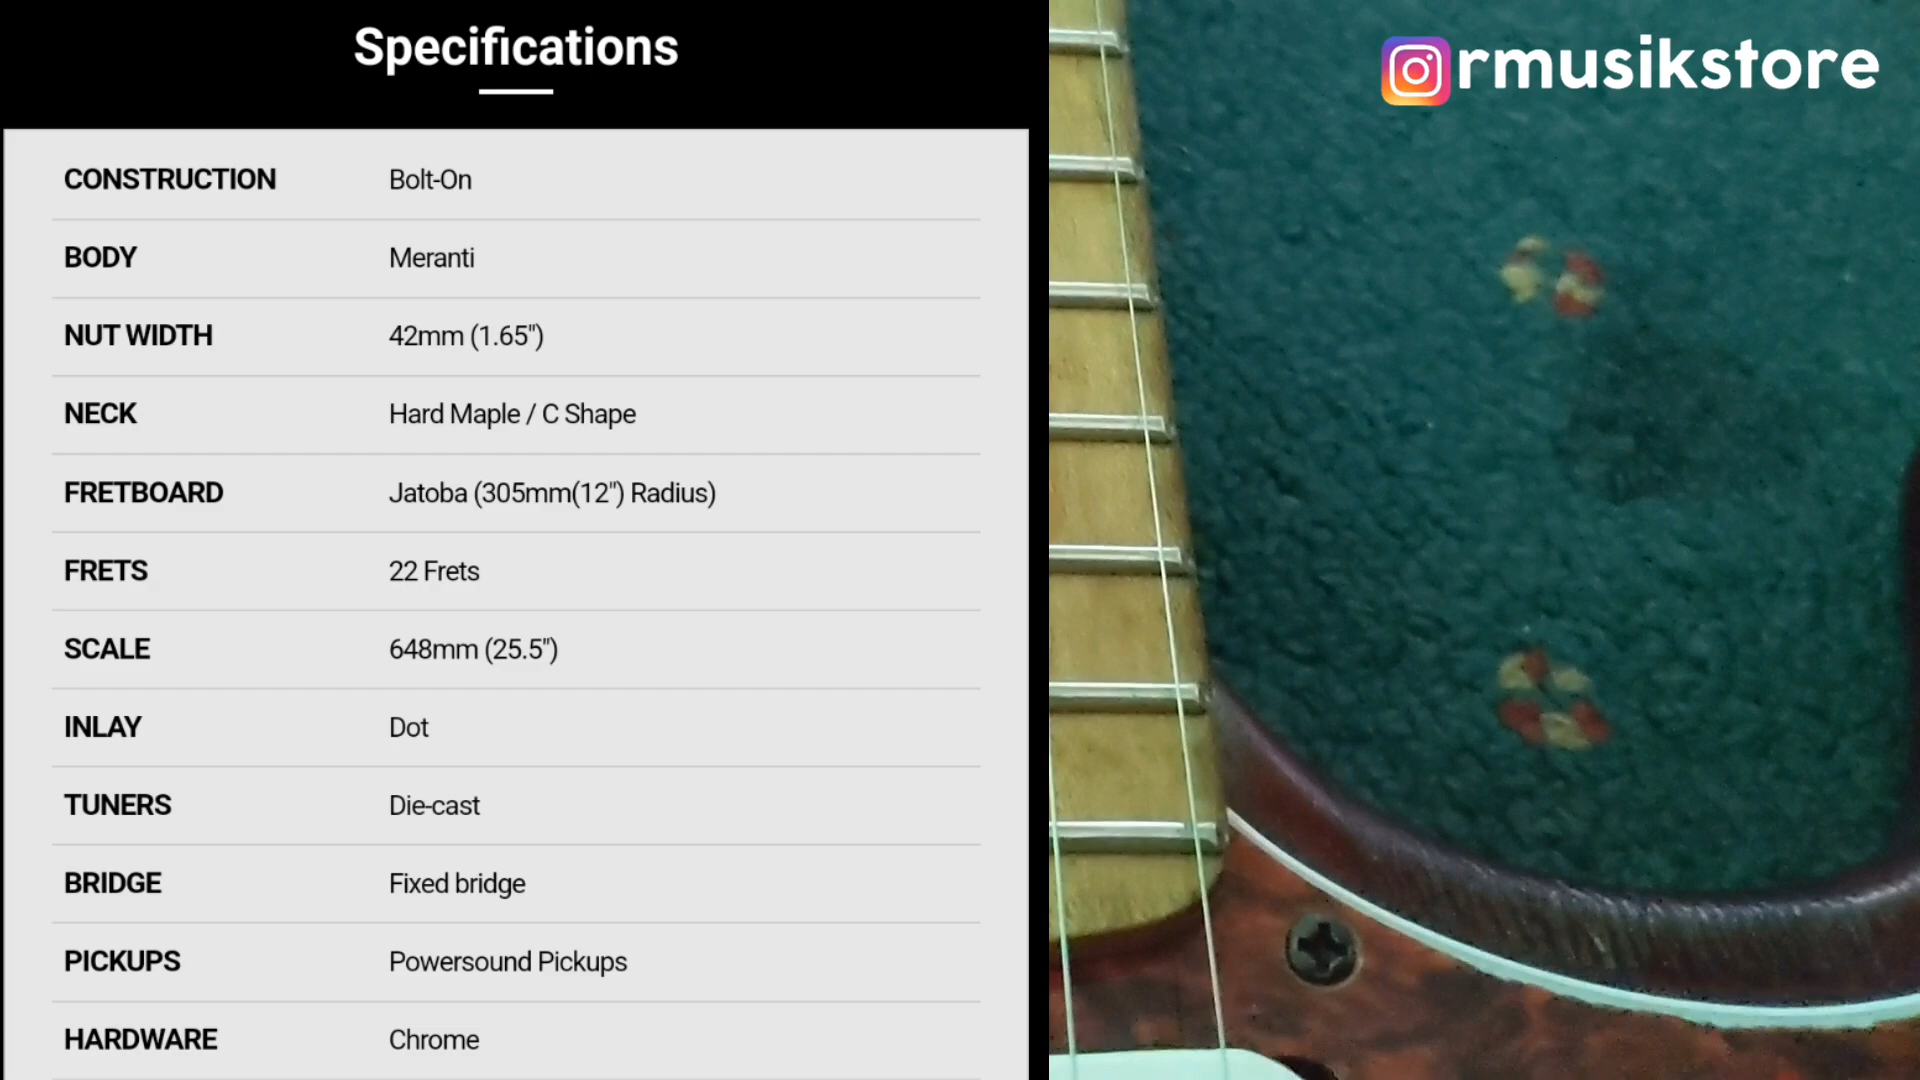 Specifications
CONSTRUCTION Bolt-On
BODY Meranti
NUT WIDTH 42mm (1.65")
NECK Hard Maple / C Shape
FRETBOARD Jatoba (305mm(12") Radius)
FRETS 22 Frets
SCALE 648mm (25.5")
INLAY Dot
TUNERS Die-cast
BRIDGE Fixed bridge
PICKUPS Powersound Pickups
HARDWARE Chrome
rmusikstore